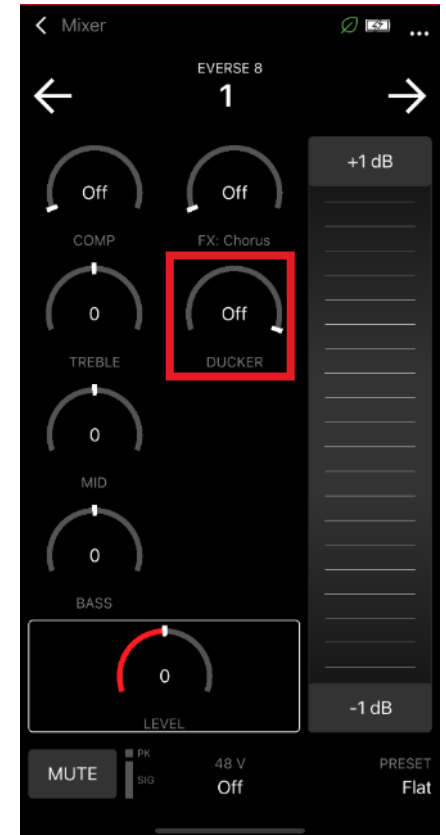 Mixer
...
EVERSE 8
1
Off
Off
+1 dB
COMP
FX: Chorus
0
Off
TREBLE
DUCKER
0
MID
0
BASS
0
LEVEL
-1 dB
MUTE
PK
SIG
48 V
Off
PRESET
Flat